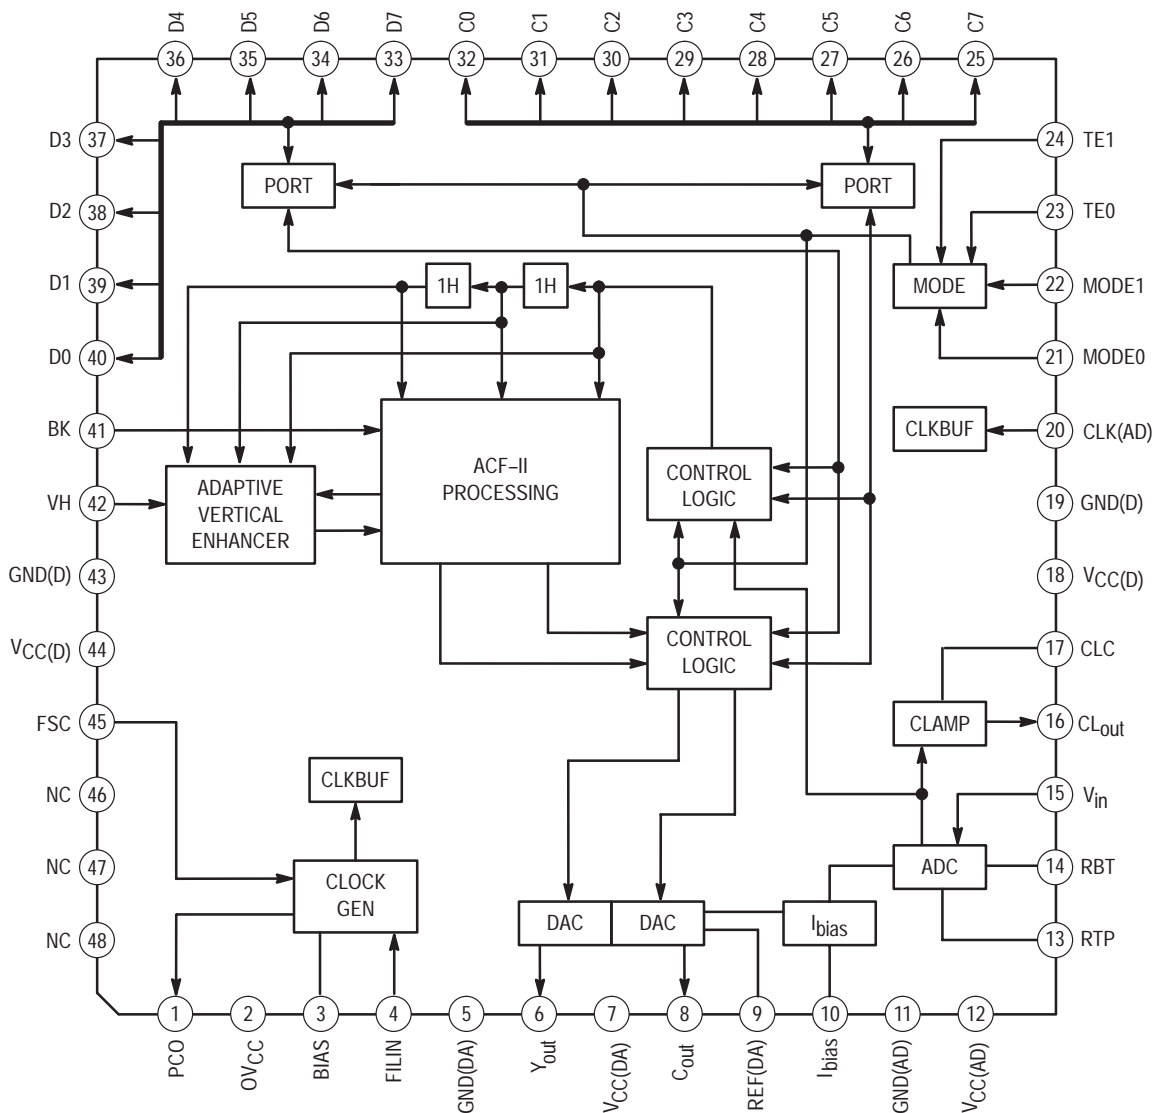 D4 D5 D6 D7 C0 C1 C2 C3 C4 C5 C6 C7
36 35 34 33 32 31 30 29 28 27 26 25
D3 37
24 TE1
PORT
PORT
D2 38
23 TE0
D1 39
1H
1H
MODE
22 MODE1
D0 40
21 MODE0
BK 41
CLKBUF
20 CLK(AD)
ACF–II
PROCESSING
CONTROL
LOGIC
VH 42
ADAPTIVE
VERTICAL
ENHANCER
19 GND(D)
GND(D) 43
18 VCC(D)
CONTROL
LOGIC
VCC(D) 44
17 CLC
FSC 45
CLAMP
16 CLout
CLKBUF
NC 46
15 Vin
NC 47
CLOCK
GEN
ADC
14 RBT
DAC
DAC
Ibias
NC 48
13 RTP
1 2 3 4 5 6 7 8 9 10 11 12
PCO OVCC BIAS FILIN GND(DA) Yout VCC(DA) Cout REF(DA) Ibias GND(AD) VCC(AD)